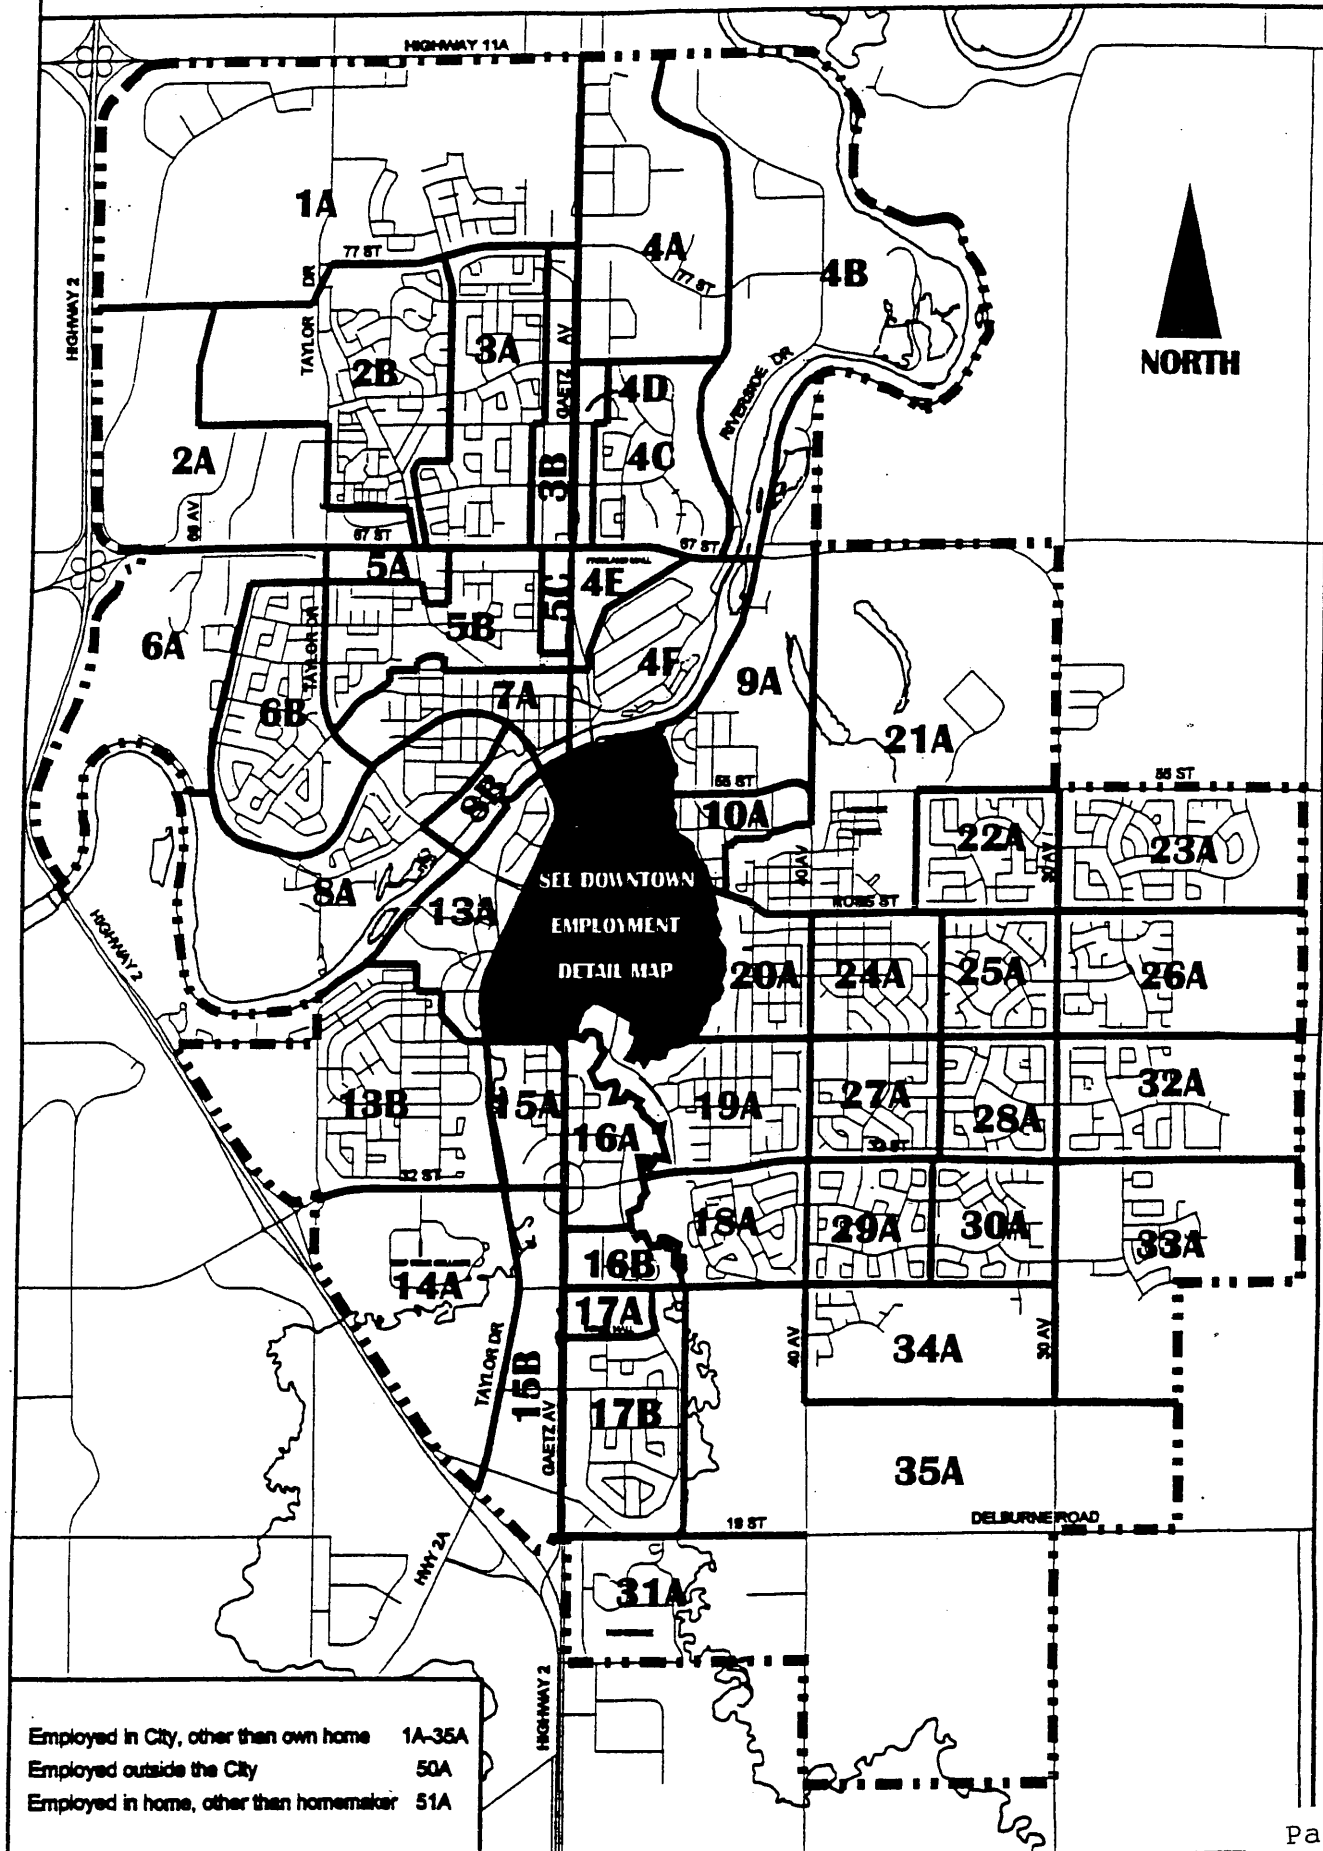 HIGHWAY 11A
1A
77 ST
4A
77 ST
4B
HIGHWAY 2
TAYLOR DR
NORTH
3A
GAETZ AV
2B
4D
RIVERSIDE DR
2A
3B
4C
67 ST
67 ST
5A
5C
4E
6A
5B
TAYLOR DR
4F
9A
6B
7A
21A
55 ST
55 ST
8B
10A
22A
30 AV
23A
40 AV
8A
SEE DOWNTOWN
EMPLOYMENT
DETAIL MAP
13A
ROSS ST
HIGHWAY 2
20A
24A
25A
26A
13B
15A
16A
19A
27A
28A
32A
32 ST
32 ST
18A
29A
30A
33A
14A
16B
17A
TAYLOR DR
15B
GAETZ AV
17B
40 AV
34A
30 AV
35A
19 ST
DELBURNE ROAD
HWY 2A
31A
HIGHWAY 2
Employed in City, other than own home 1A-35A
Employed outside the City 50A
Employed in home, other than homemaker 51A
Pa